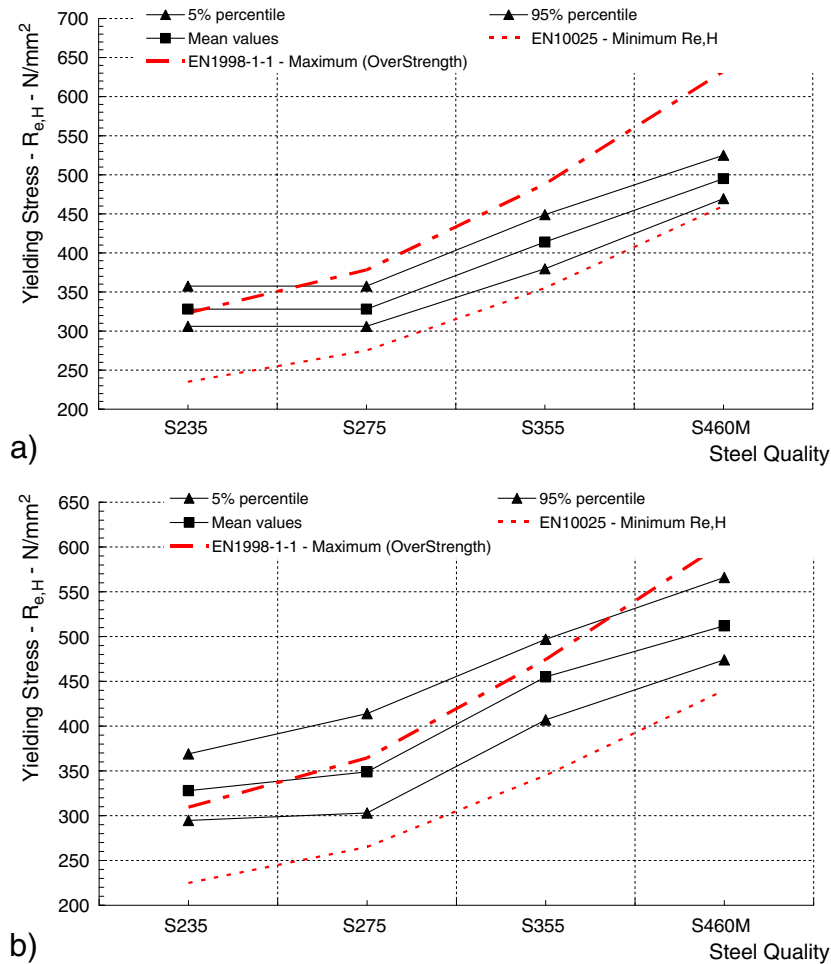 5% percentile
95% percentile
Mean values
EN10025 - Minimum Re,H
EN1998-1-1 - Maximum (OverStrength)
Yielding Stress - Re,H - N/mm²
700
650
600
550
500
450
400
350
300
250
200
S235 S275 S355 S460M
a)
Steel Quality
5% percentile
95% percentile
Mean values
EN10025 - Minimum Re,H
EN1998-1-1 - Maximum (OverStrength)
Yielding Stress - Re,H - N/mm²
650
600
550
500
450
400
350
300
250
200
S235 S275 S355 S460M
b)
Steel Quality